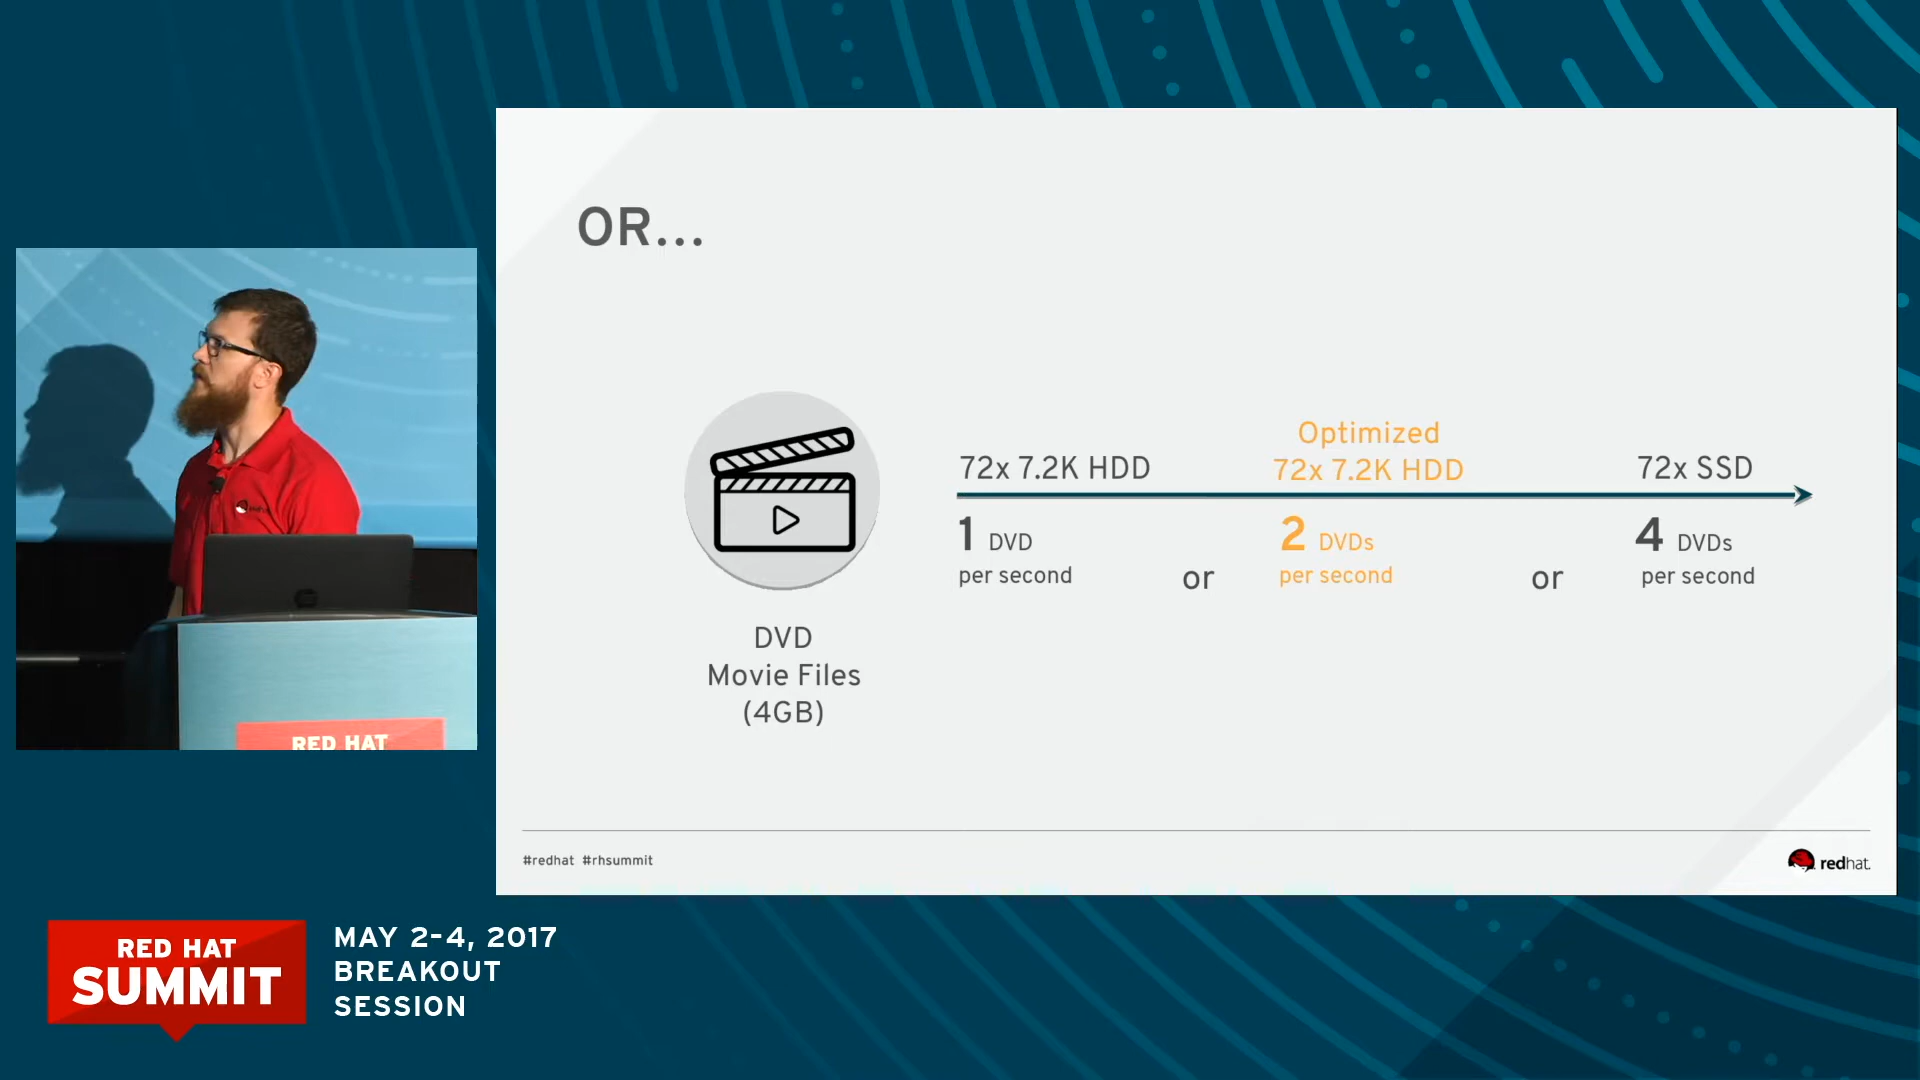 OR...
Optimized
72x 7.2K HDD
72x 7.2K HDD
72x SSD
1 DVD
per second
or
2 DVDs
per second
or
4 DVDs
per second
DVD
Movie Files
(4GB)
#redhat #rhsummit
redhat.
RED HAT
RED HAT
SUMMIT
MAY 2-4, 2017
BREAKOUT
SESSION